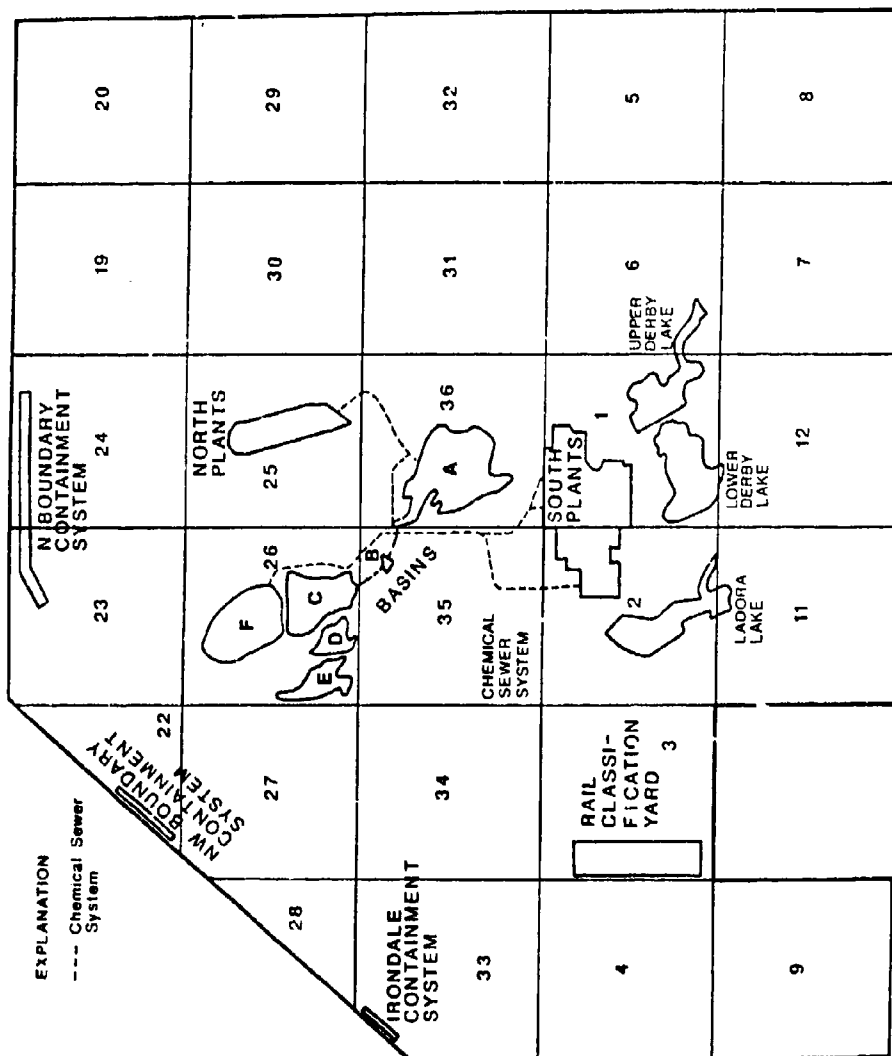 EXPLANATION
--- Chemical Sewer
System
N BOUNDARY
CONTAINMENT
SYSTEM
23
24
19
20
22
NW BOUNDARY
CONTAINMENT
SYSTEM
NORTH
PLANTS
28
27
F
26
25
30
29
C
D
E
B
BASINS
A
IRONDALE
CONTAINMENT
SYSTEM
33
34
35
36
31
32
CHEMICAL
SEWER
SYSTEM
SOUTH
PLANTS
RAIL
CLASSI-
FICATION
YARD
4
3
2
1
6
5
UPPER
DERBY
LAKE
LOWER
DERBY
LAKE
LADORA
LAKE
9
11
12
7
8